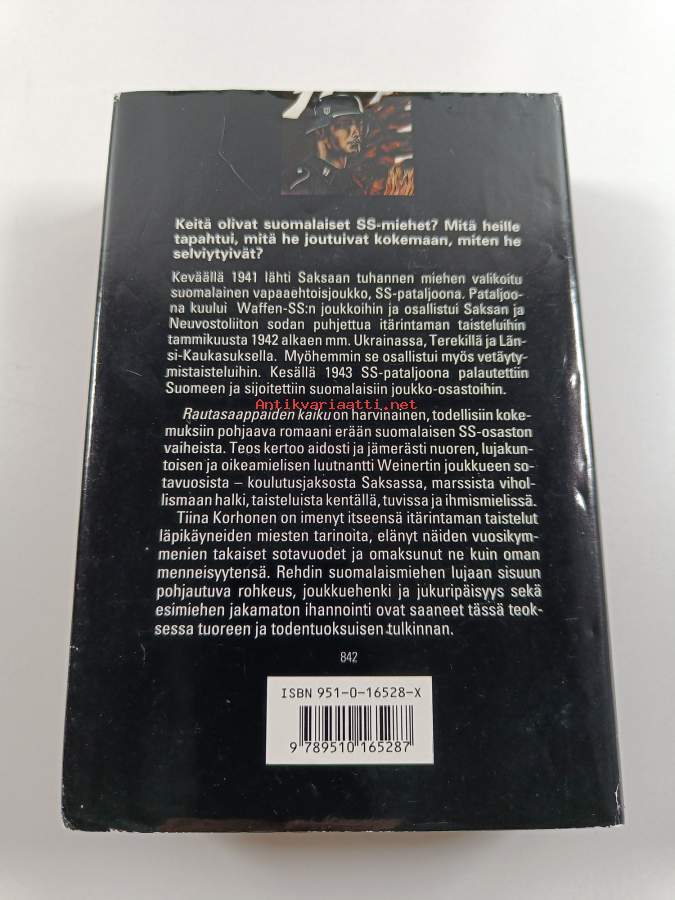 Keitä olivat suomalaiset SS-miehet? Mitä heille
tapahtui, mitä he joutuivat kokemaan, miten he
selviytyivät?
Keväällä 1941 lähti Saksaan tuhannen miehen valikoitu
suomalainen vapaaehtoisjoukko, SS-pataljoona. Pataljoo-
na kuului Waffen-SS:n joukkoihin ja osallistui Saksan ja
Neuvostoliiton sodan puhjettua itärintaman taisteluihin
tammikuusta 1942 alkaen mm. Ukrainassa, Terekillä ja Län-
si-Kaukasuksella. Myöhemmin se osallistui myös vetäyty-
mistaisteluihin. Kesällä 1943 SS-pataljoona palautettiin
Suomeen ja sijoitettiin suomalaisiin joukko-osastoihin.
Antikvariaatti.net
Rautasaappaiden kaiku on harvinainen, todellisiin koke-
muksiin pohjaava romaani erään suomalaisen SS-osaston
vaiheista. Teos kertoo aidosti ja jämerästi nuoren, lujakun-
toisen ja oikeamielisen luutnantti Weinertin joukkueen so-
tavuosista – koulutusjaksosta Saksassa, marssista vihol-
lismaan halki, taisteluista kentällä, tuvissa ja ihmismielissä.
Tiina Korhonen on imenyt itseensä itärintaman taistelut
läpikäyneiden miesten tarinoita, elänyt näiden vuosikym-
menien takaiset sotavuodet ja omaksunut ne kuin oman
menneisyytensä. Rehdin suomalaismiehen lujaan sisuun
pohjautuva rohkeus, joukkuehenki ja jukuripäisyys sekä
esimiehen jakamaton ihannointi ovat saaneet tässä teok-
sessa tuoreen ja todentuoksuisen tulkinnan.
842
ISBN 951-0-16528-X
9 789510 165287